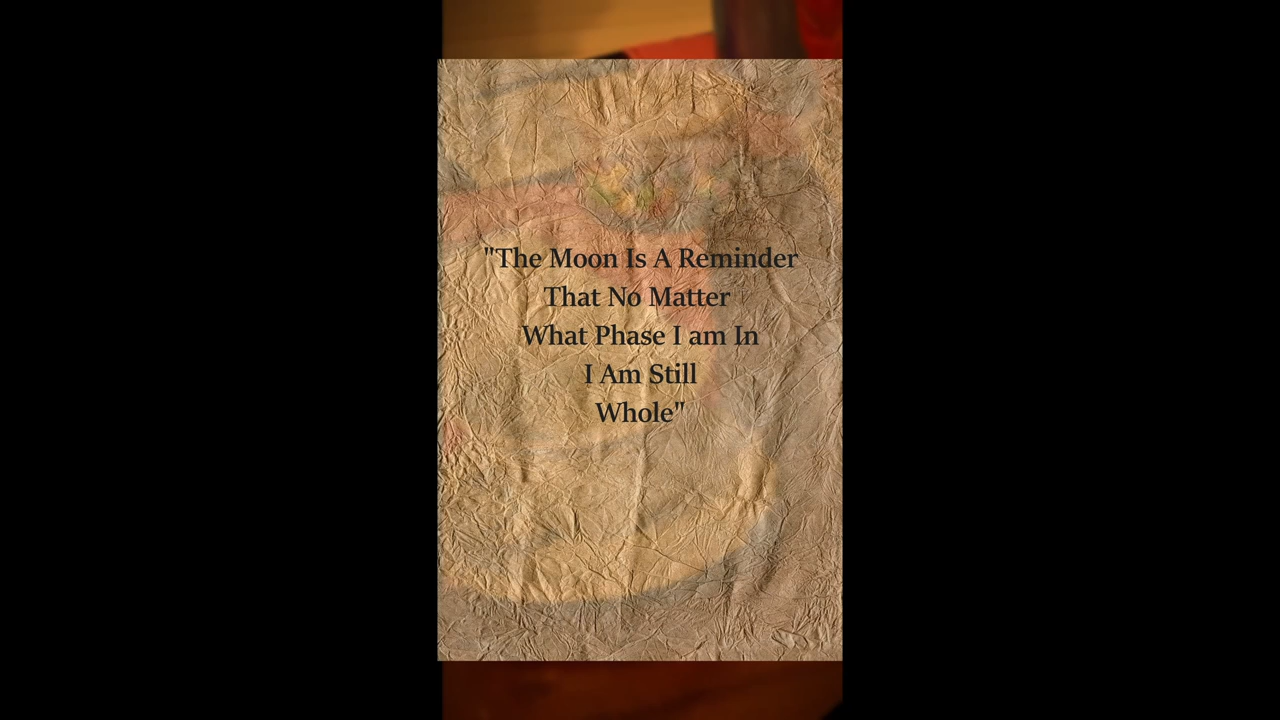 "The Moon Is A Reminder
That No Matter
What Phase I am In
I Am Still
Whole"